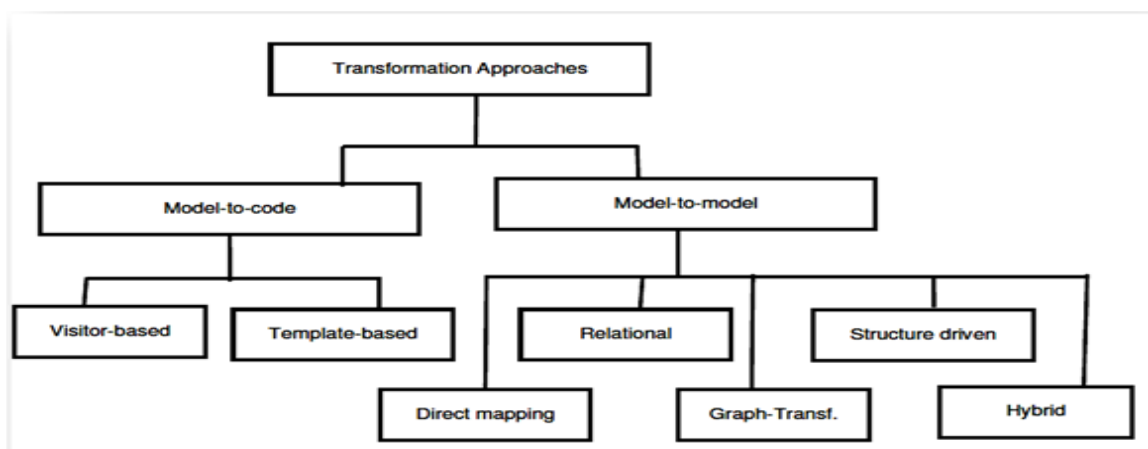 Transformation Approaches
Model-to-code
Model-to-model
Visitor-based
Template-based
Relational
Structure driven
Direct mapping
Graph-Transf.
Hybrid